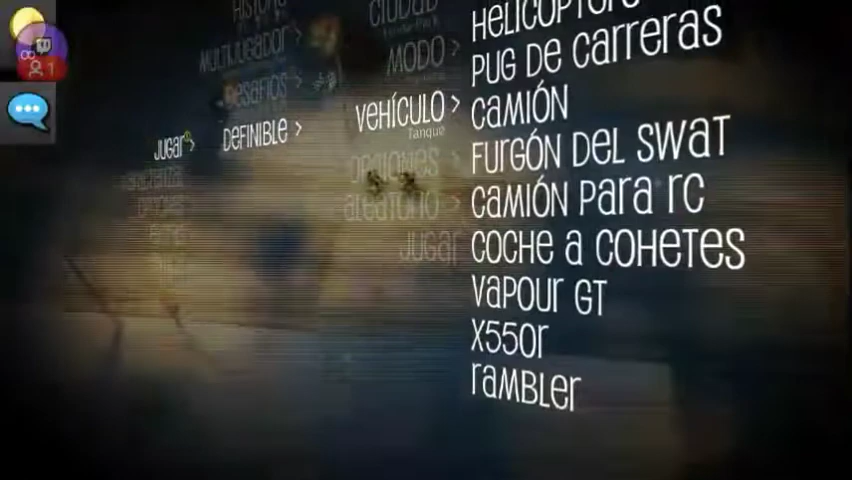 Historia
Multijugador
Desafíos
Jugar
Definible
Ciudad
Modo
Vehículo
Tanque
Opciones
Aleatorio
Jugar
Pug de carreras
Camión
Furgón del SWAT
Camión para RC
Coche a cohetes
Vapour GT
X550R
Rambler
1